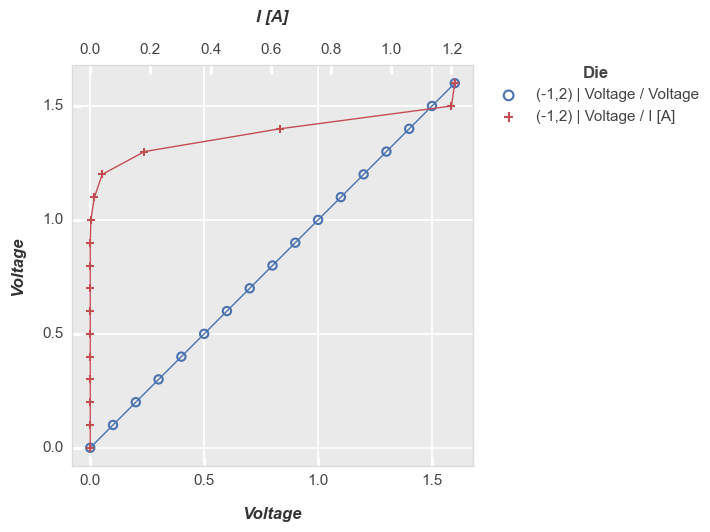 I [A]
0.0 0.2 0.4 0.6 0.8 1.0 1.2
Die
(-1,2) | Voltage / Voltage
(-1,2) | Voltage / I [A]
1.5
1.0
0.5
0.0
Voltage
0.0 0.5 1.0 1.5
Voltage